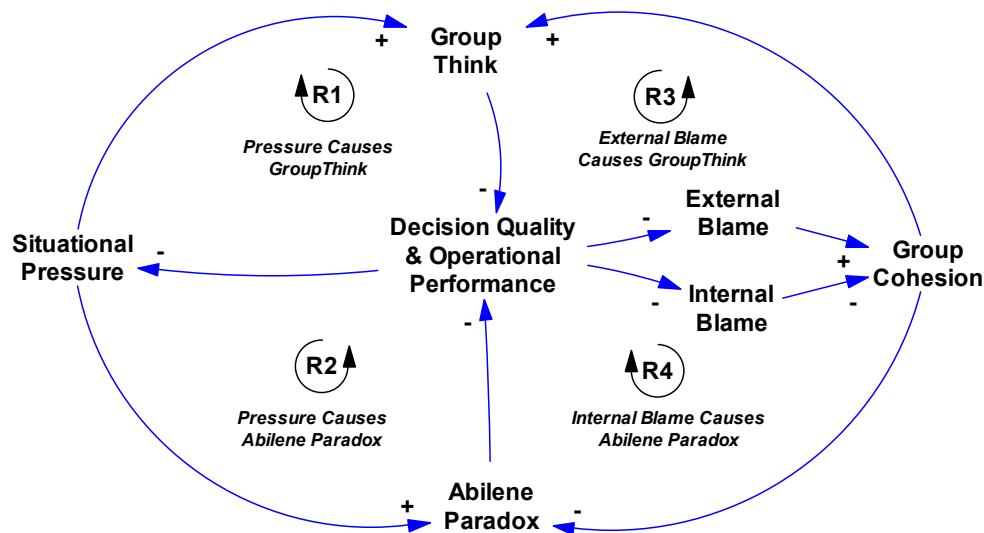 Group
Think
+
+
R1
Pressure Causes
GroupThink
R3
External Blame
Causes GroupThink
-
Situational
Pressure
-
Decision Quality
& Operational
Performance
-
-
External
Blame
-
Internal
Blame
+
-
Group
Cohesion
-
R2
Pressure Causes
Abilene Paradox
R4
Internal Blame Causes
Abilene Paradox
+
Abilene
Paradox
-